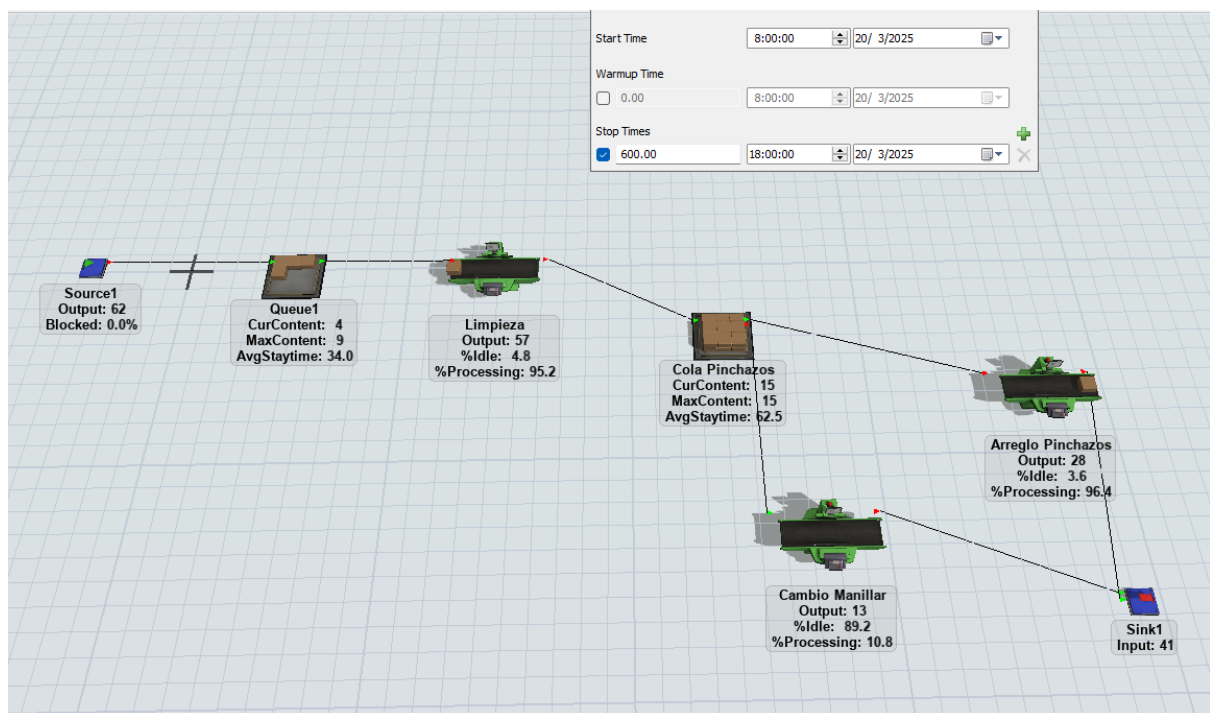 Start Time
8:00:00
20/ 3/2025
Warmup Time
0.00
8:00:00
20/ 3/2025
Stop Times
600.00
18:00:00
20/ 3/2025
Source1
Output: 62
Blocked: 0.0%
Queue1
CurContent: 4
MaxContent: 9
AvgStaytime: 34.0
Limpieza
Output: 57
%Idle: 4.8
%Processing: 95.2
Cola Pinchazos
CurContent: 15
MaxContent: 15
AvgStaytime: 62.5
Arreglo Pinchazos
Output: 28
%Idle: 3.6
%Processing: 96.4
Cambio Manillar
Output: 13
%Idle: 89.2
%Processing: 10.8
Sink1
Input: 41